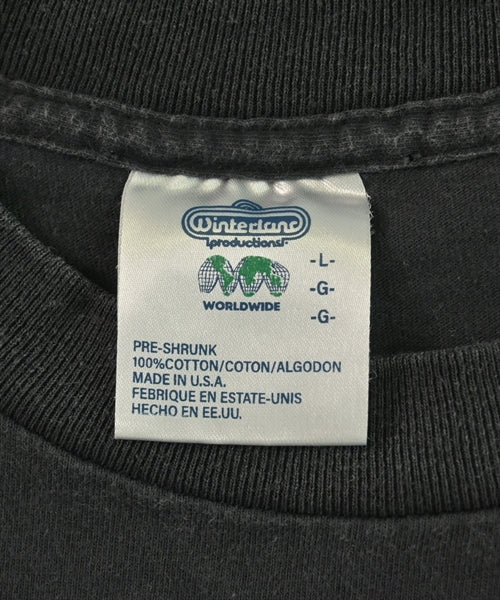 Winterland
productions
WORLDWIDE
-L-
-G-
-G-
PRE-SHRUNK
100%COTTON/COTON/ALGODON
MADE IN U.S.A.
FEBRIQUE EN ESTATE-UNIS
HECHO EN EE.UU.